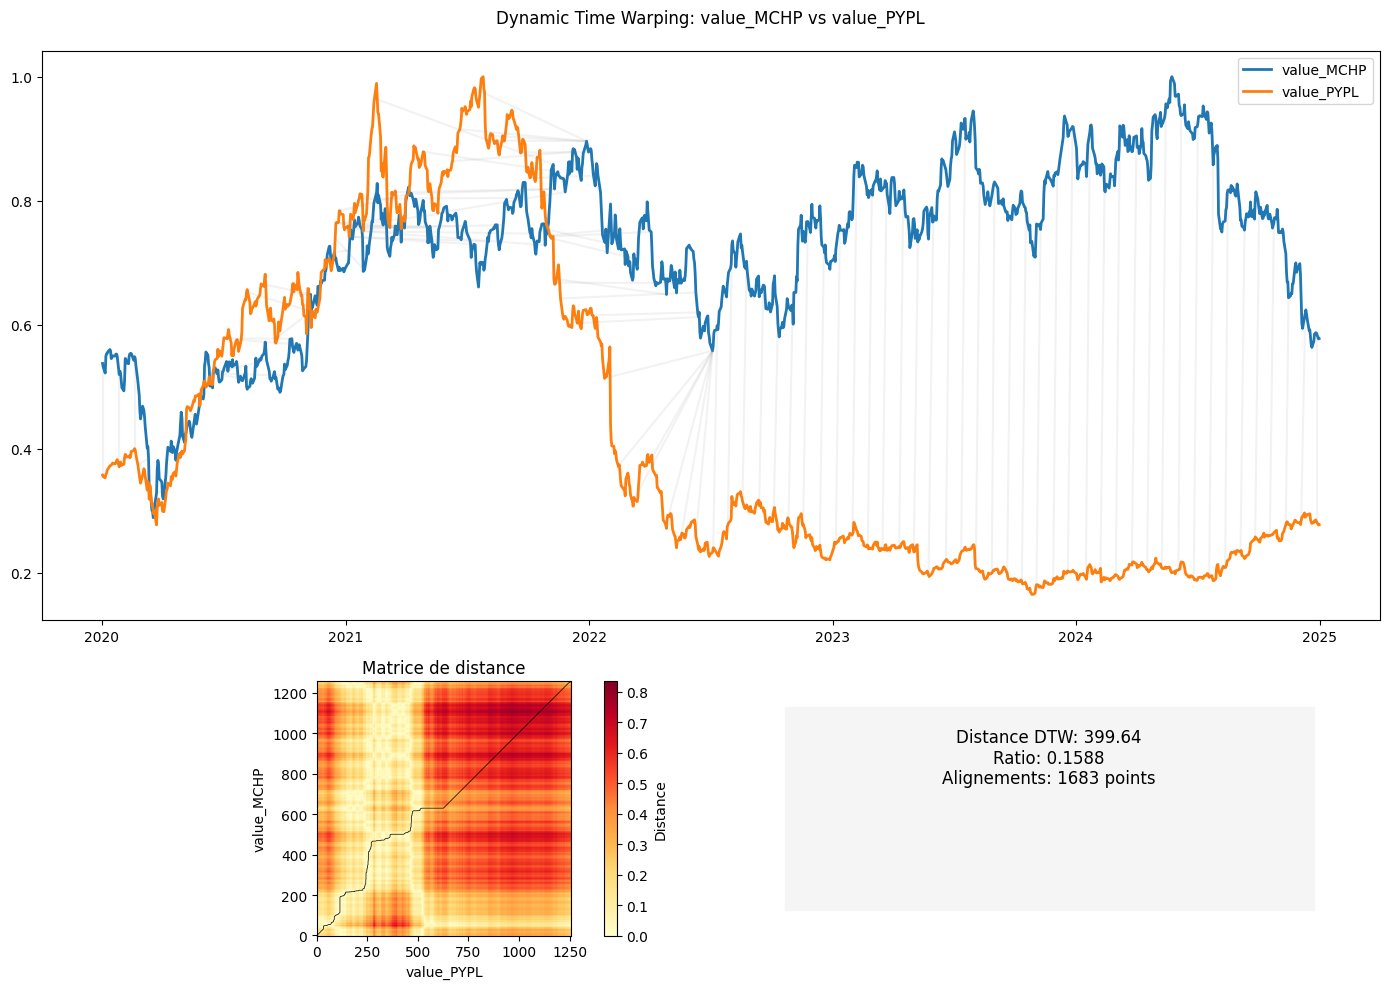 Dynamic Time Warping: value_MCHP vs value_PYPL
value_MCHP
value_PYPL
1.0
0.8
0.6
0.4
0.2
2020 2021 2022 2023 2024 2025
Matrice de distance
value_MCHP
1200
1000
800
600
400
200
0
0 250 500 750 1000 1250
value_PYPL
0.8
0.7
0.6
0.5
0.4
0.3
0.2
0.1
0.0
Distance
Distance DTW: 399.64
Ratio: 0.1588
Alignements: 1683 points